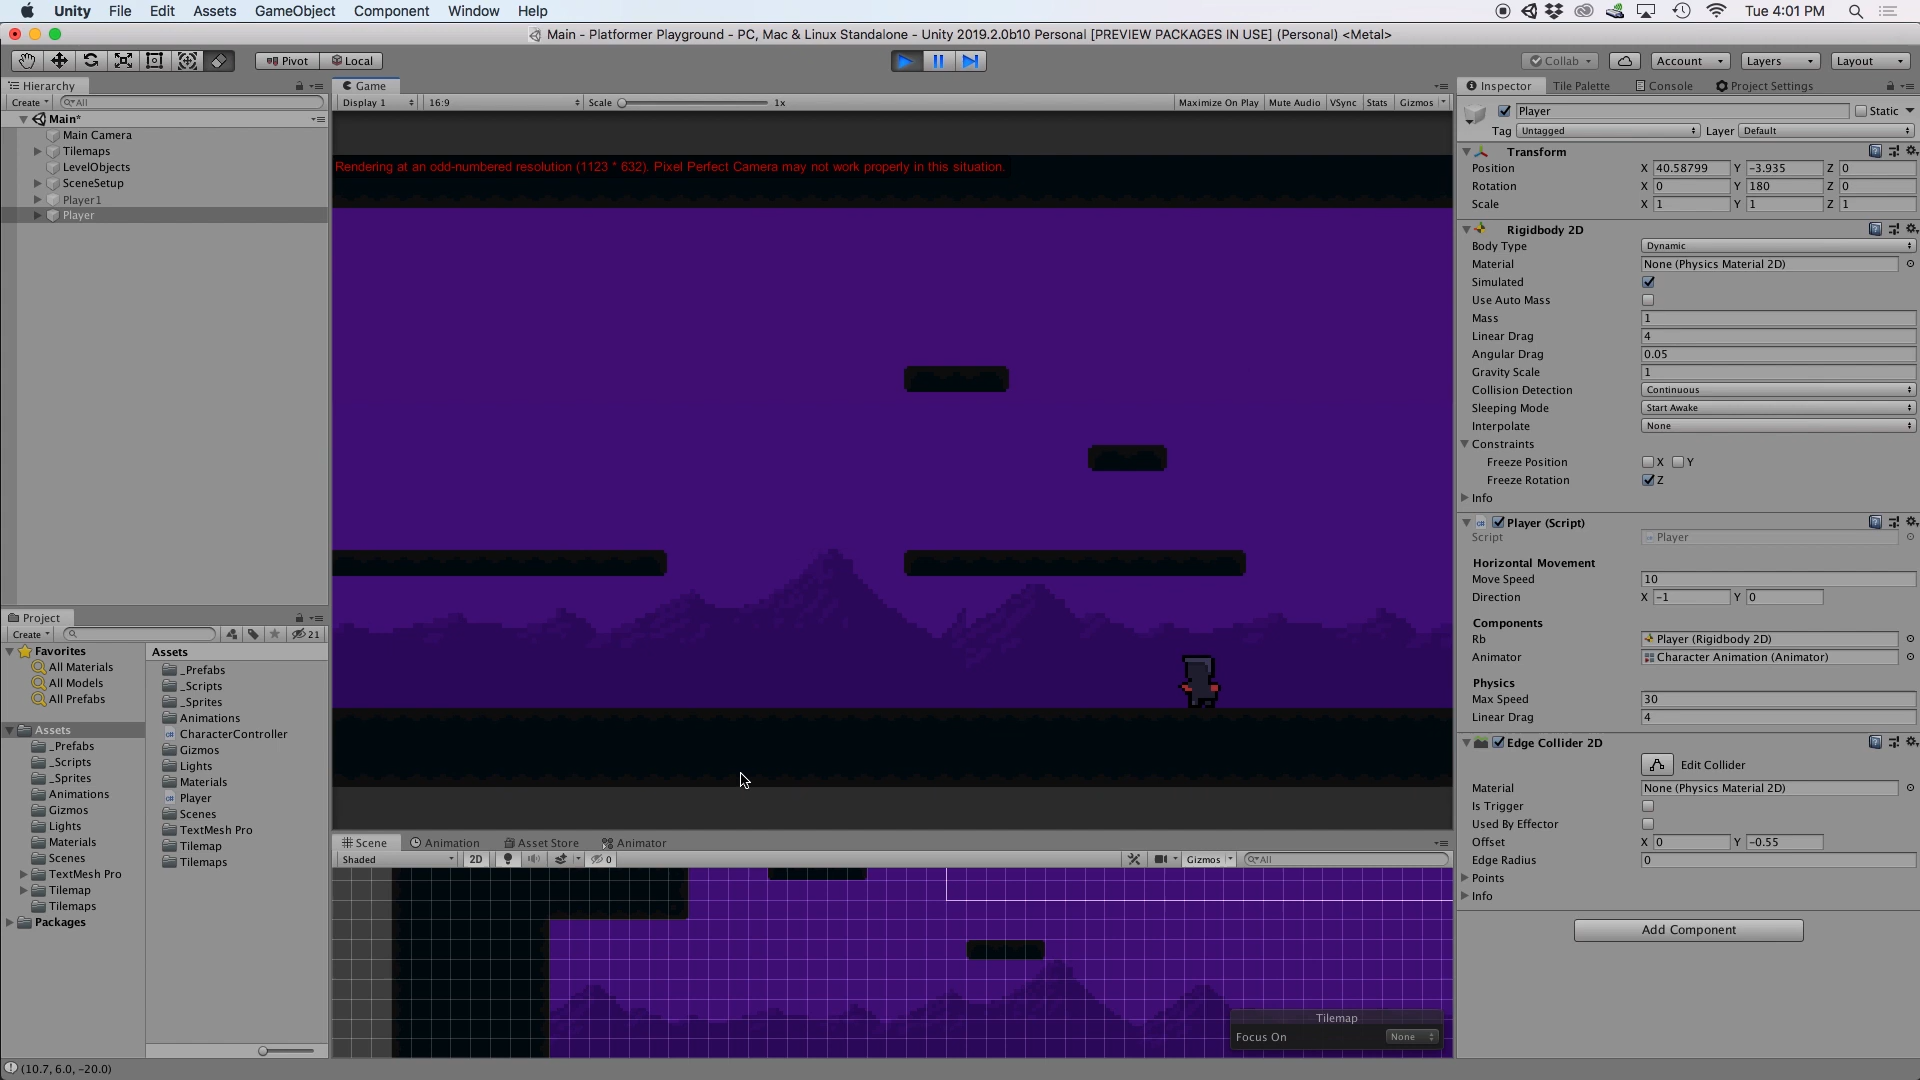 Unity File Edit Assets GameObject Component Window Help Tue 4:01 PM
Main - Platformer Playground - PC, Mac & Linux Standalone - Unity 2019.2.0b10 Personal [PREVIEW PACKAGES IN USE] (Personal) <Metal>
Pivot Local Collab Account Layers Layout
Hierarchy
Create All
Main*
Main Camera
Tilemaps
LevelObjects
SceneSetup
Player1
Player
Game
Display 1 16:9 Scale 1x Maximize On Play Mute Audio VSync Stats Gizmos
Rendering at an odd-numbered resolution (1123 * 632). Pixel Perfect Camera may not work properly in this situation.
Project
Create 21
Favorites
All Materials
All Models
All Prefabs
Assets
_Prefabs
_Scripts
_Sprites
Animations
Gizmos
Lights
Materials
Scenes
TextMesh Pro
Tilemap
Tilemaps
Packages
Assets
_Prefabs
_Scripts
_Sprites
Animations
CharacterController
Gizmos
Lights
Materials
Player
Scenes
TextMesh Pro
Tilemap
Tilemaps
Scene Animation Asset Store Animator
Shaded 2D 0 Gizmos All
Tilemap
Focus On None
Inspector Tile Palette Console Project Settings
Player Static
Tag Untagged Layer Default
Transform
Position X 40.58799 Y -3.935 Z 0
Rotation X 0 Y 180 Z 0
Scale X 1 Y 1 Z 1
Rigidbody 2D
Body Type Dynamic
Material None (Physics Material 2D)
Simulated
Use Auto Mass
Mass 1
Linear Drag 4
Angular Drag 0.05
Gravity Scale 1
Collision Detection Continuous
Sleeping Mode Start Awake
Interpolate None
Constraints
Freeze Position X Y
Freeze Rotation Z
Info
Player (Script)
Script Player
Horizontal Movement
Move Speed 10
Direction X -1 Y 0
Components
Rb Player (Rigidbody 2D)
Animator Character Animation (Animator)
Physics
Max Speed 30
Linear Drag 4
Edge Collider 2D
Edit Collider
Material None (Physics Material 2D)
Is Trigger
Used By Effector
Offset X 0 Y -0.55
Edge Radius 0
Points
Info
Add Component
(10.7, 6.0, -20.0)